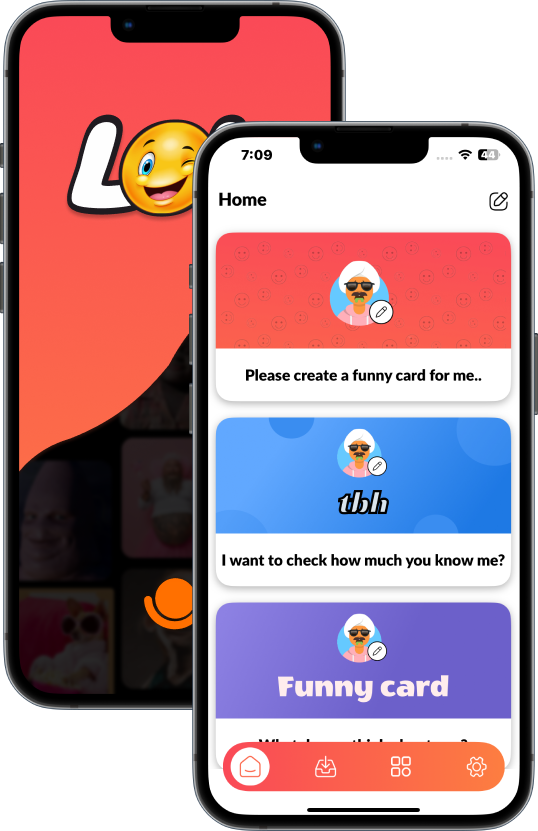 LO
7:09
44
Home
Please create a funny card for me..
tbh
I want to check how much you know me?
Funny card